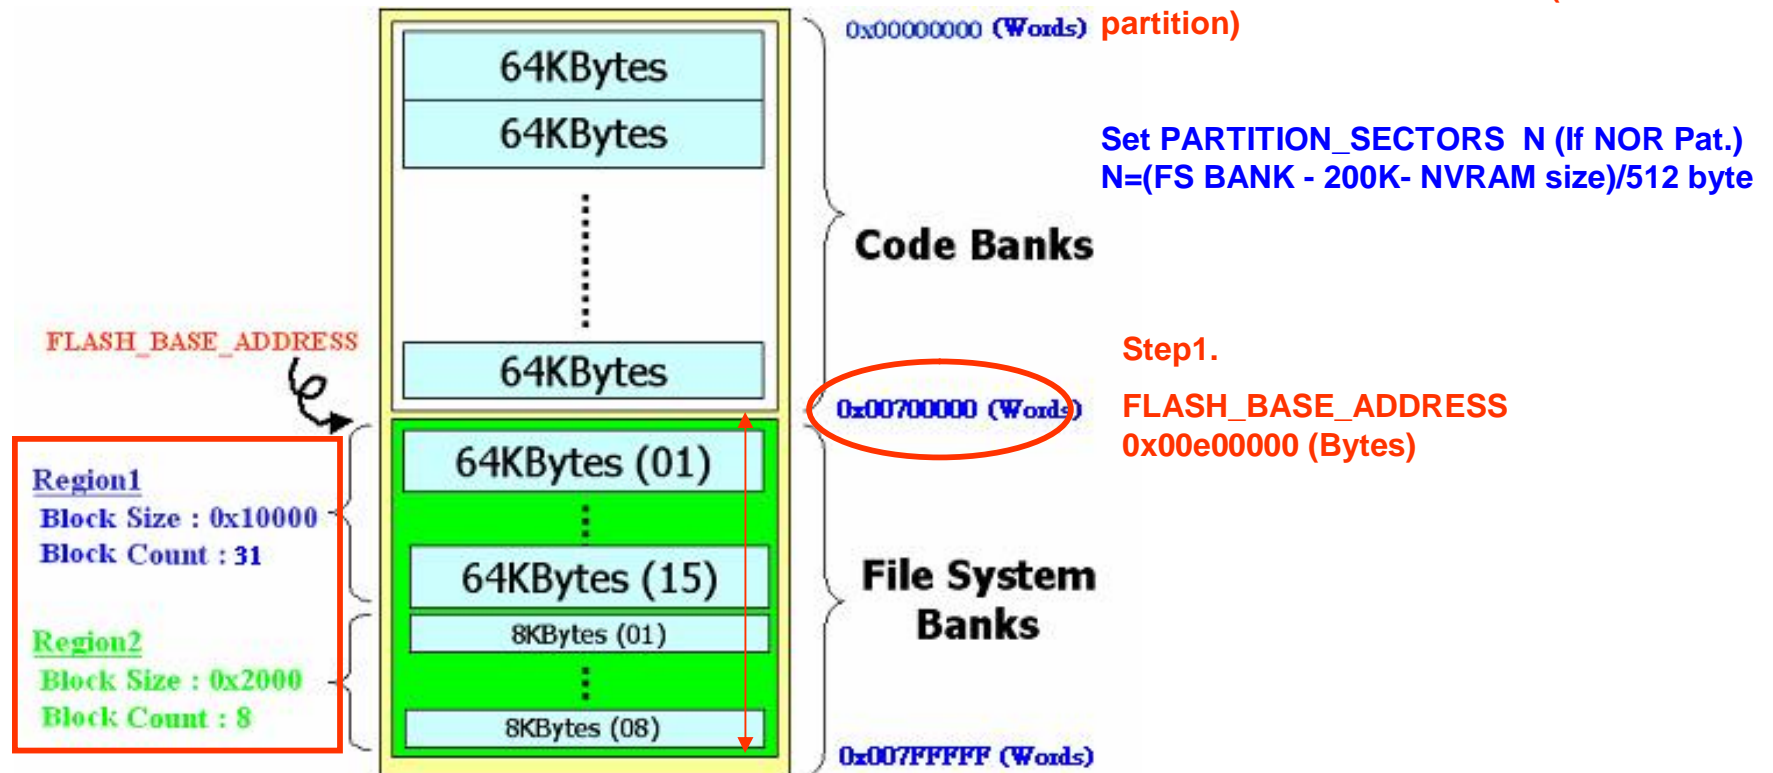 0x00000000 (Words)
partition)
64KBytes
64KBytes
Set PARTITION_SECTORS N (If NOR Pat.)
N=(FS BANK - 200K- NVRAM size)/512 byte
Code Banks
FLASH_BASE_ADDRESS
64KBytes
Step1.
0x00700000 (Words)
FLASH_BASE_ADDRESS
0x00e00000 (Bytes)
64KBytes (01)
Region1
Block Size : 0x10000
Block Count : 31
64KBytes (15)
File System
Banks
8KBytes (01)
Region2
Block Size : 0x2000
Block Count : 8
8KBytes (08)
0x007FFFFF (Words)